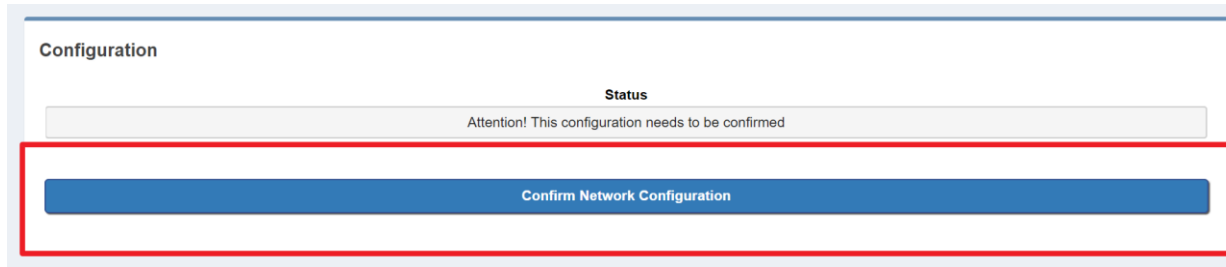 Configuration
Status
Attention! This configuration needs to be confirmed
Confirm Network Configuration